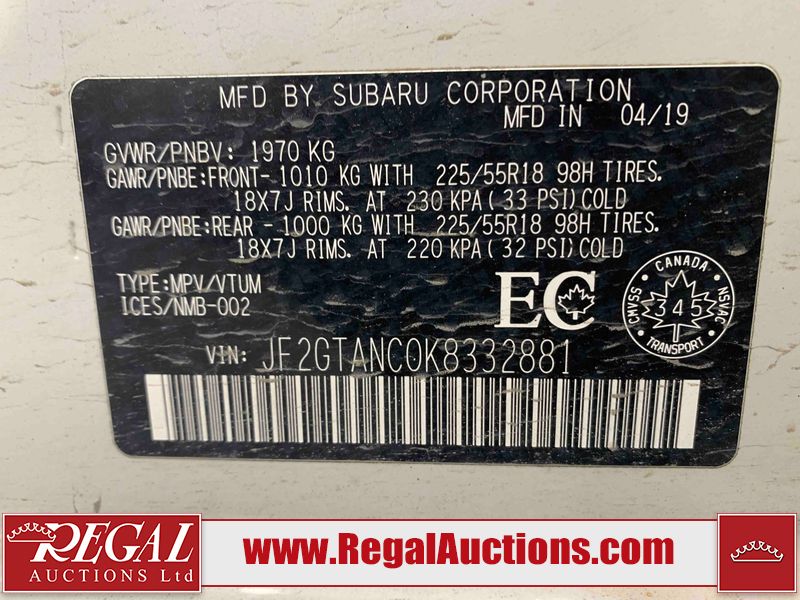 MFD BY SUBARU CORPORATION
MFD IN 04/19
GVWR/PNBV: 1970 KG
GAWR/PNBE:FRONT-1010 KG WITH 225/55R18 98H TIRES.
18X7J RIMS. AT 230 KPA(33 PSI)COLD
GAWR/PNBE:REAR -1000 KG WITH 225/55R18 98H TIRES.
18X7J RIMS. AT 220 KPA(32 PSI)COLD
TYPE:MPV/VTUM
ICES/NMB-002
EC
CANADA
CMVSS 345 NSVAC
TRANSPORT
VIN: JF2GTANC0K8332881
REGAL
AUCTIONS Ltd
www.RegalAuctions.com